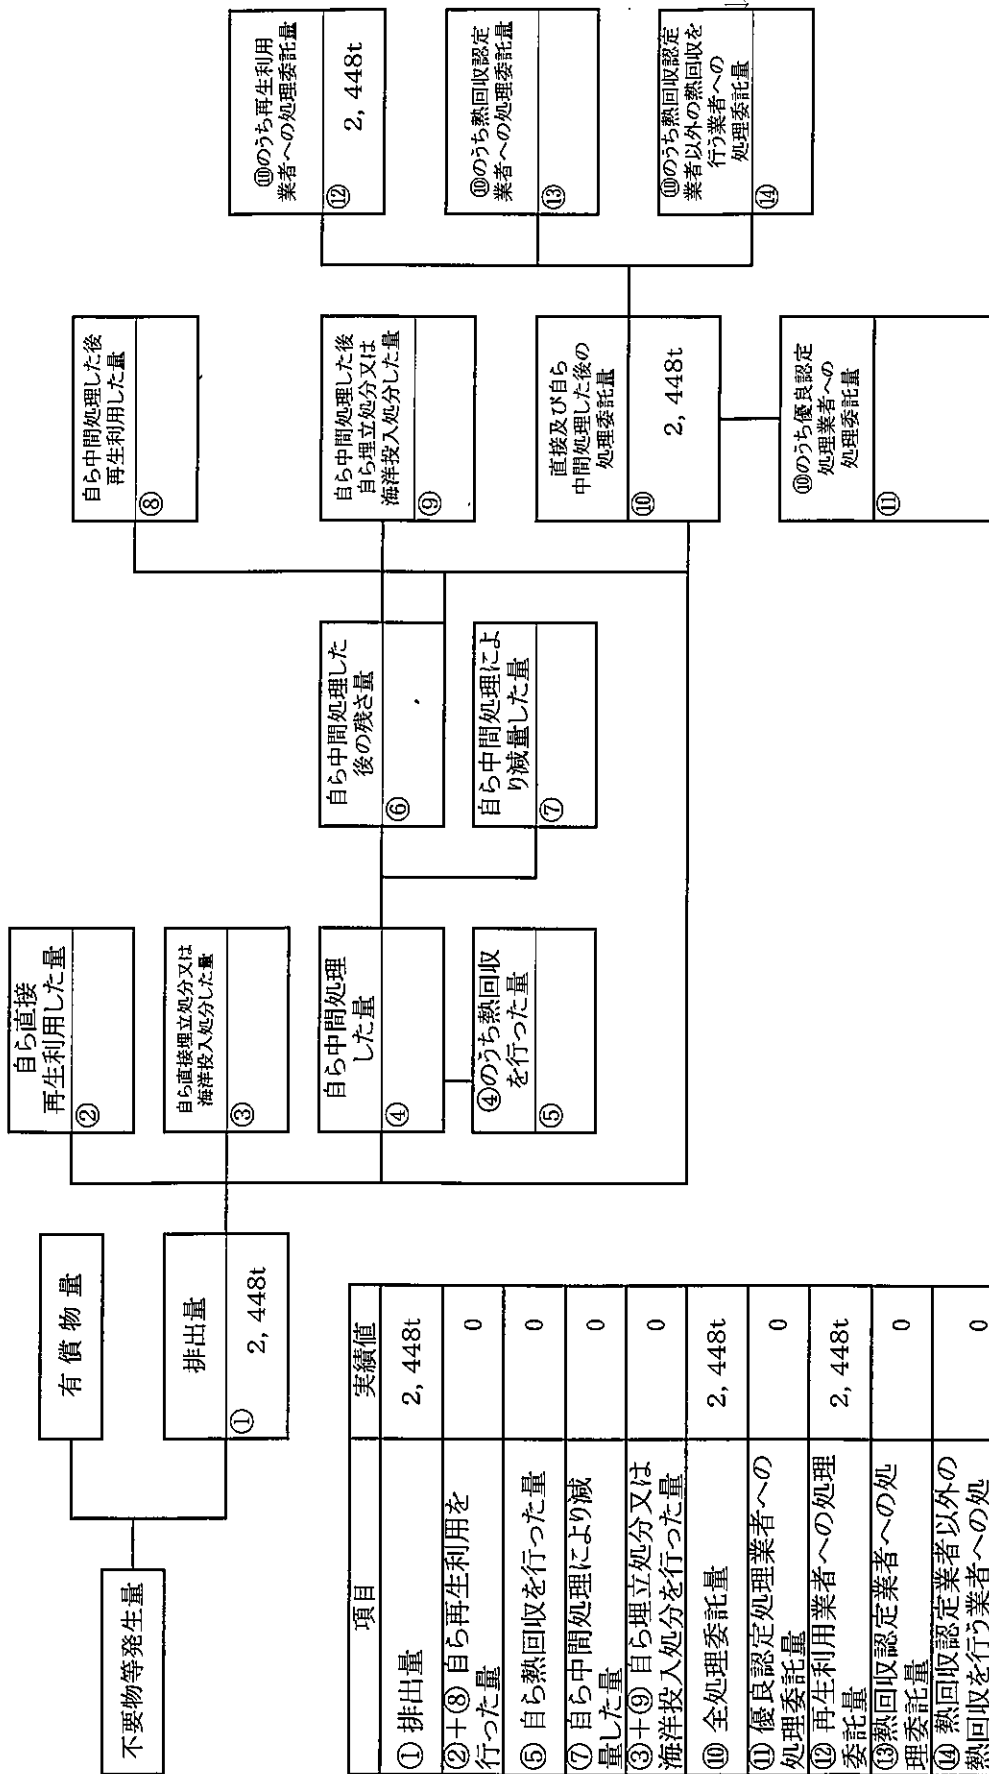 不要物等発生量
有償物量
排出量
①
2,448t
自ら直接
再生利用した量
②
自ら直接埋立処分又は
海洋投入処分した量
③
自ら中間処理
した量
④
④のうち熱回収
を行った量
⑤
自ら中間処理した
後の残さ量
⑥
自ら中間処理によ
り減量した量
⑦
自ら中間処理した後
再生利用した量
⑧
自ら中間処理した後
自ら埋立処分又は
海洋投入処分した量
⑨
直接及び自ら
中間処理した後の
処理委託量
⑩
2,448t
⑩のうち優良認定
処理業者への
処理委託量
⑪
⑩のうち再生利用
業者への処理委託量
⑫
2,448t
⑩のうち熱回収認定
業者への処理委託量
⑬
⑩のうち熱回収認定
業者以外の熱回収を
行う業者への
処理委託量
⑭
項目 実績値
①排出量 2,448t
②+⑧自ら再生利用を
行った量 0
⑤自ら熱回収を行った量 0
⑦自ら中間処理により減
量した量 0
③+⑨自ら埋立処分又は
海洋投入処分を行った量 0
⑩全処理委託量 2,448t
⑪優良認定処理業者への
処理委託量 0
⑫再生利用業者への処理
委託量 2,448t
⑬熱回収認定業者への処
理委託量 0
⑭熱回収認定業者以外の
熱回収を行う業者への処 0